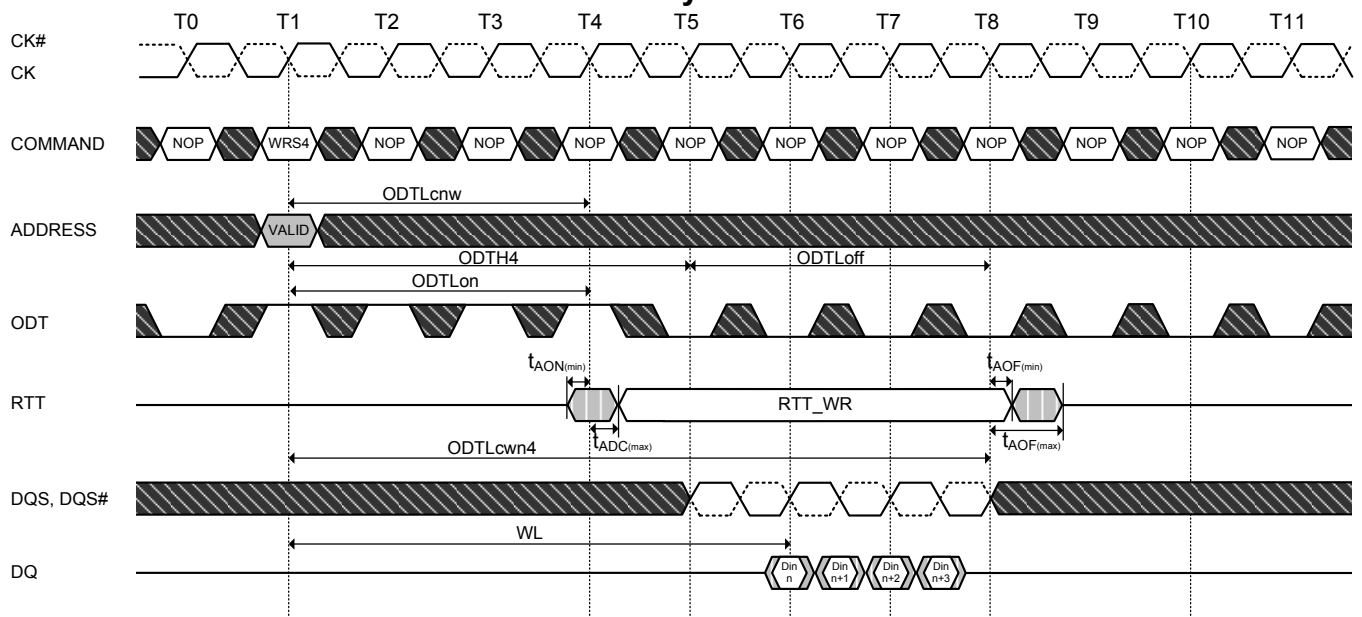 T0 T1 T2 T3 T4 T5 T6 T7 T8 T9 T10 T11
CK#
CK
COMMAND NOP WRS4 NOP NOP NOP NOP NOP NOP NOP NOP NOP NOP
ODTLcnw
ADDRESS VALID
ODTH4 ODTLoff
ODTLon
ODT
tAON(min) tAOF(min)
RTT RTT_WR
tADC(max) tAOF(max)
ODTLcwn4
DQS, DQS#
WL
DQ Din n Din n+1 Din n+2 Din n+3